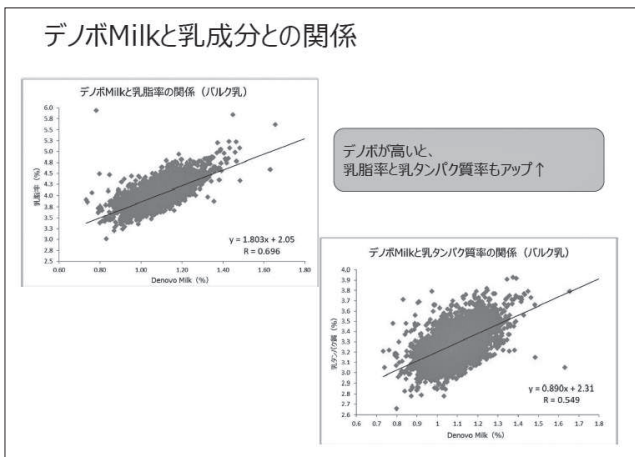 デノボMilkと乳成分との関係
デノボMilkと乳脂率の関係（バルク乳）
乳脂率（%）
6.0
5.8
5.5
5.3
5.0
4.8
4.5
4.3
4.0
3.8
3.5
3.3
3.0
2.8
2.5
y = 1.803x + 2.05
R = 0.696
0.60 0.80 1.00 1.20 1.40 1.60 1.80
Denovo Milk（%）
デノボが高いと、
乳脂率と乳タンパク質率もアップ↑
デノボMilkと乳タンパク質率の関係（バルク乳）
乳タンパク質（%）
4.0
3.9
3.8
3.7
3.6
3.5
3.4
3.3
3.2
3.1
3.0
2.9
2.8
2.7
2.6
y = 0.890x + 2.31
R = 0.549
0.6 0.7 0.8 0.9 1 1.1 1.2 1.3 1.4 1.5 1.6 1.7 1.8
Denovo Milk（%）